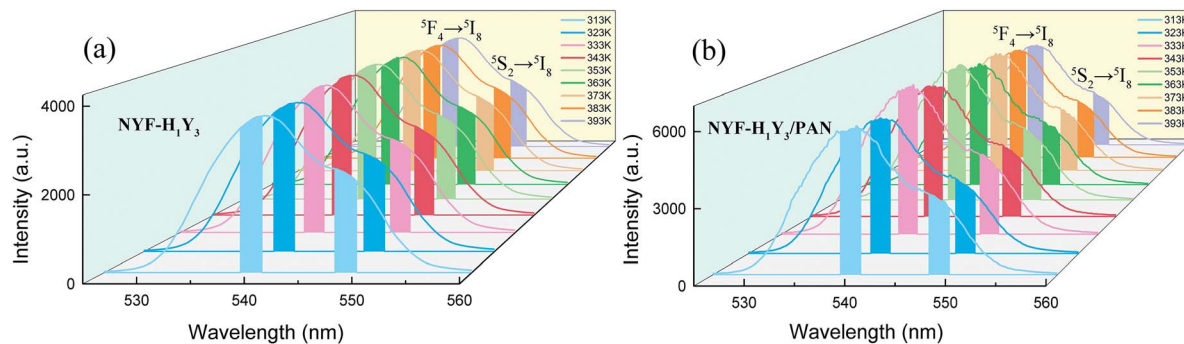 (a)
⁵F₄→⁵I₈
⁵S₂→⁵I₈
313K
323K
333K
343K
353K
363K
373K
383K
393K
NYF-H₁Y₃
4000
2000
0
Intensity (a.u.)
530
540
550
560
Wavelength (nm)
(b)
⁵F₄→⁵I₈
⁵S₂→⁵I₈
313K
323K
333K
343K
353K
363K
373K
383K
393K
NYF-H₁Y₃/PAN
6000
3000
0
Intensity (a.u.)
530
540
550
560
Wavelength (nm)